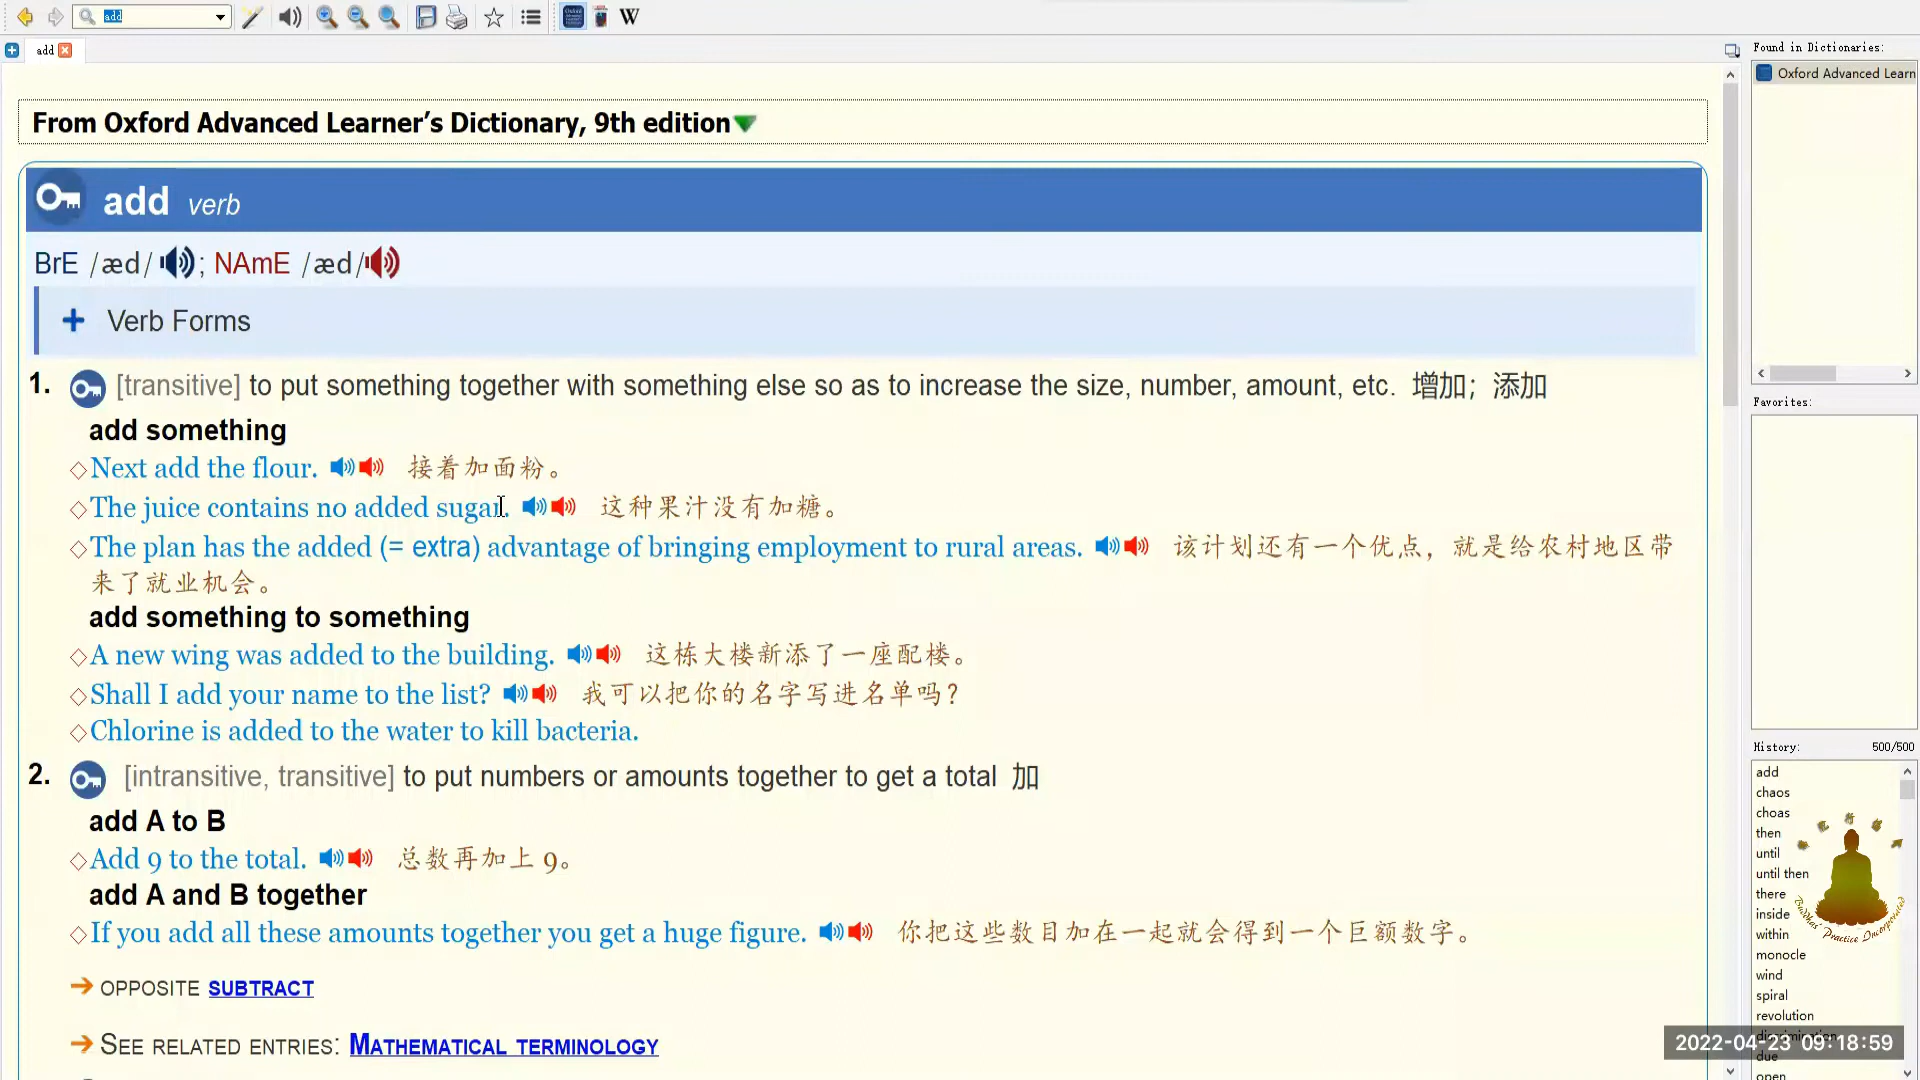 add
W
add
Found in Dictionaries:
Oxford Advanced Learn
From Oxford Advanced Learner's Dictionary, 9th edition
add verb
BrE /æd/ ; NAmE /æd/
+ Verb Forms
1. [transitive] to put something together with something else so as to increase the size, number, amount, etc. 增加；添加
add something
Next add the flour. 接着加面粉。
The juice contains no added sugar. 这种果汁没有加糖。
The plan has the added (= extra) advantage of bringing employment to rural areas. 该计划还有一个优点，就是给农村地区带
来了就业机会。
add something to something
A new wing was added to the building. 这栋大楼新添了一座配楼。
Shall I add your name to the list? 我可以把你的名字写进名单吗？
Chlorine is added to the water to kill bacteria.
2. [intransitive, transitive] to put numbers or amounts together to get a total 加
add A to B
Add 9 to the total. 总数再加上 9。
add A and B together
If you add all these amounts together you get a huge figure. 你把这些数目加在一起就会得到一个巨额数字。
OPPOSITE SUBTRACT
SEE RELATED ENTRIES: MATHEMATICAL TERMINOLOGY
Favorites:
History: 500/500
add
chaos
choas
then
until
until then
there
inside
within
monocle
wind
spiral
revolution
discrimination
due
open
Buddhas' Practice Incorporated
2022-04-23 09:18:59